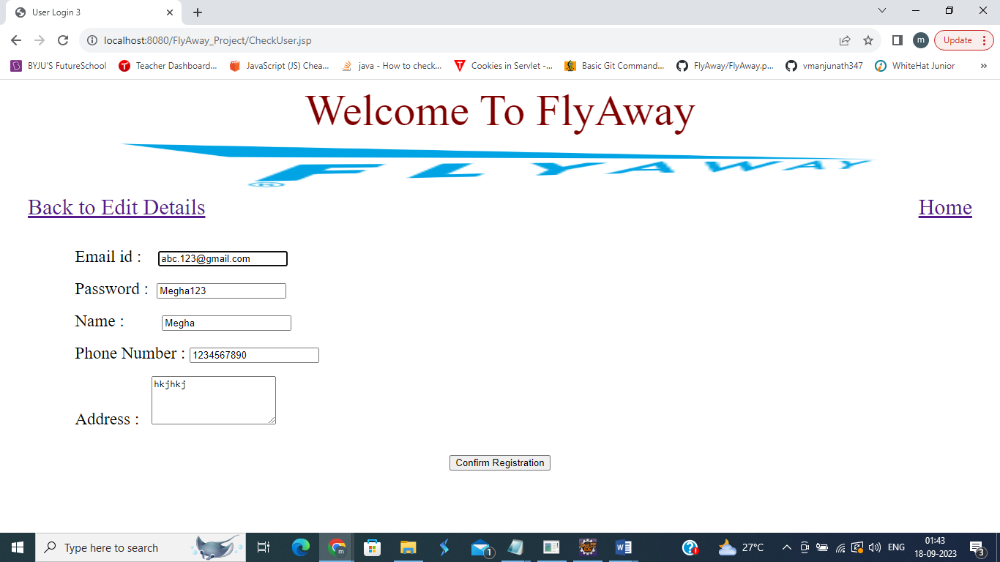 User Login 3
localhost:8080/FlyAway_Project/CheckUser.jsp
m
Update
BYJU'S FutureSchool
Teacher Dashboard...
JavaScript (JS) Chea...
java - How to check...
Cookies in Servlet -...
Basic Git Command...
FlyAway/FlyAway.p...
vmanjunath347
WhiteHat Junior
»
Welcome To FlyAway
FLYAWAY
®
Back to Edit Details
Home
Email id : abc.123@gmail.com
Password : Megha123
Name : Megha
Phone Number : 1234567890
hkjhkj
Address :
Confirm Registration
Type here to search
m
1
27°C
ENG
01:43
18-09-2023
3